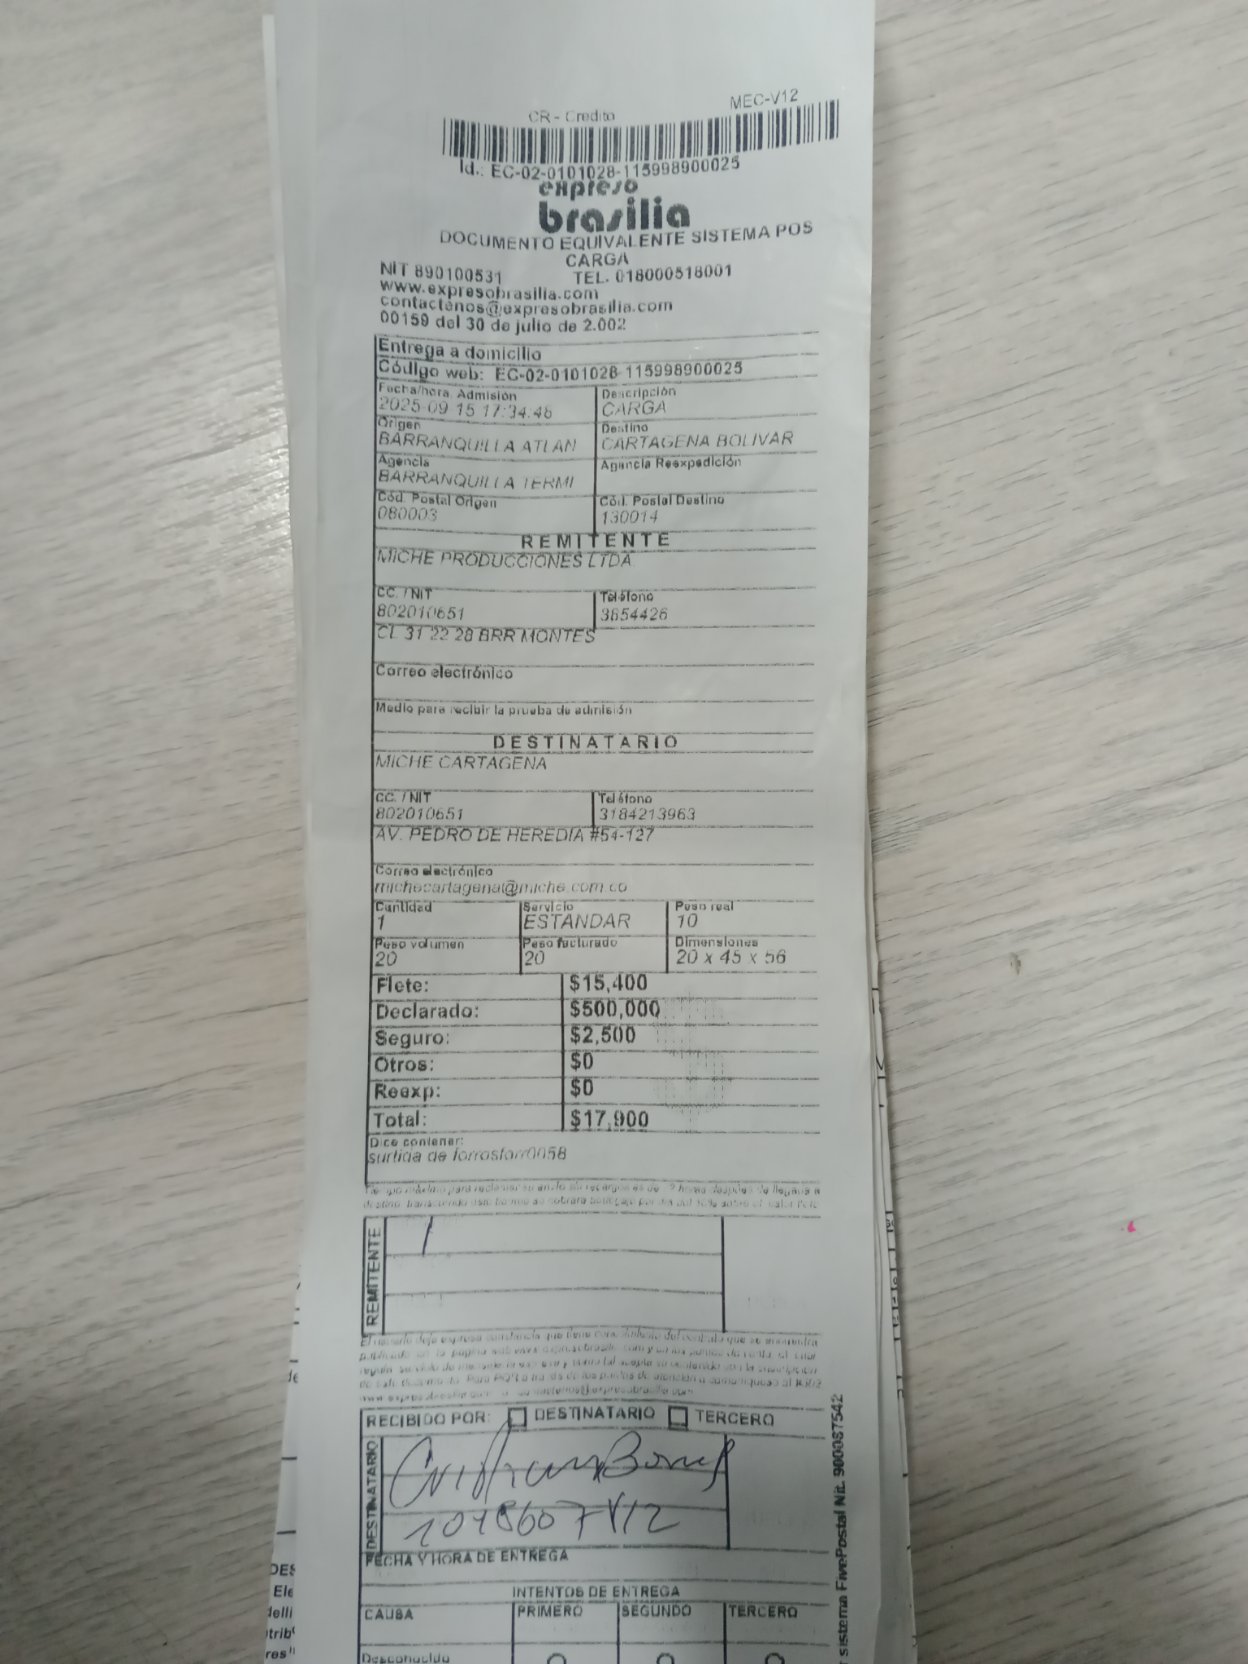 MEC-V12
CR - Credito
Id.: EC-02-0101028-115998900025
expreso
brasilia
DOCUMENTO EQUIVALENTE SISTEMA POS
CARGA
NIT 890100531 TEL. 018000518001
www.expresobrasilia.com
contactenos@expresobrasilia.com
00159 del 30 de julio de 2.002
Entrega a domicilio
Código web: EC-02-0101028-115998900025
Fecha/hora Admisión Descripción
2025-09-15 17:34:48 CARGA
Origen Destino
BARRANQUILLA ATLAN CARTAGENA BOLIVAR
Agencia Agencia Reexpedición
BARRANQUILLA TERMI
Cód. Postal Origen Cód. Postal Destino
080003 130014
REMITENTE
MICHE PRODUCCIONES LTDA
CC. / NIT Teléfono
802010651 3854426
CL 31 22 28 BRR MONTES
Correo electrónico
Medio para recibir la prueba de admisión
DESTINATARIO
MICHE CARTAGENA
CC. / NIT Teléfono
802010651 3184213963
AV. PEDRO DE HEREDIA #54-127
Correo electrónico
michecartagena@miche.com.co
Cantidad Servicio Peso real
1 ESTANDAR 10
Peso volumen Peso facturado Dimensiones
20 20 20 x 45 x 56
Flete: $15,400
Declarado: $500,000
Seguro: $2,500
Otros: $0
Reexp: $0
Total: $17,900
Dice contener:
surtida de forrosfarr0058
REMITENTE
RECIBIDO POR: DESTINATARIO TERCERO
DESTINATARIO
FECHA Y HORA DE ENTREGA
INTENTOS DE ENTREGA
CAUSA PRIMERO SEGUNDO TERCERO
Desconocido
sistema FivePostal Nit. 900087542